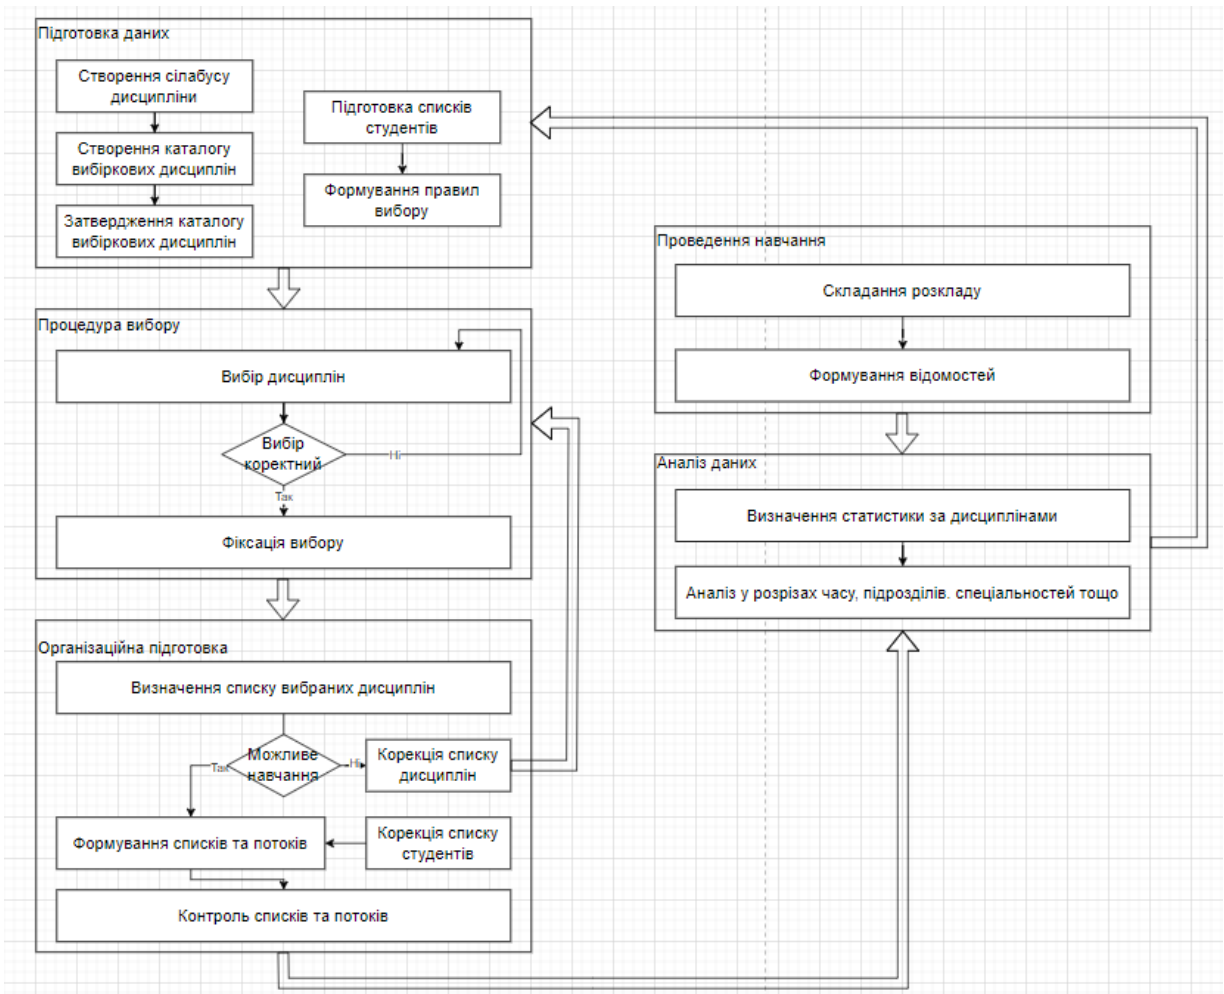 Підготовка даних
Створення сілабусу
дисципліни
Створення каталогу
вибіркових дисциплін
Затвердження каталогу
вибіркових дисциплін
Підготовка списків
студентів
Формування правил
вибору
Процедура вибору
Вибір дисциплін
Вибір
коректний
Ні
Так
Фіксація вибору
Організаційна підготовка
Визначення списку вибраних дисциплін
Можливе
навчання
Так
Ні
Корекція списку
дисциплін
Формування списків та потоків
Корекція списку
студентів
Контроль списків та потоків
Проведення навчання
Складання розкладу
Формування відомостей
Аналіз даних
Визначення статистики за дисциплінами
Аналіз у розрізах часу, підрозділів. спеціальностей тощо